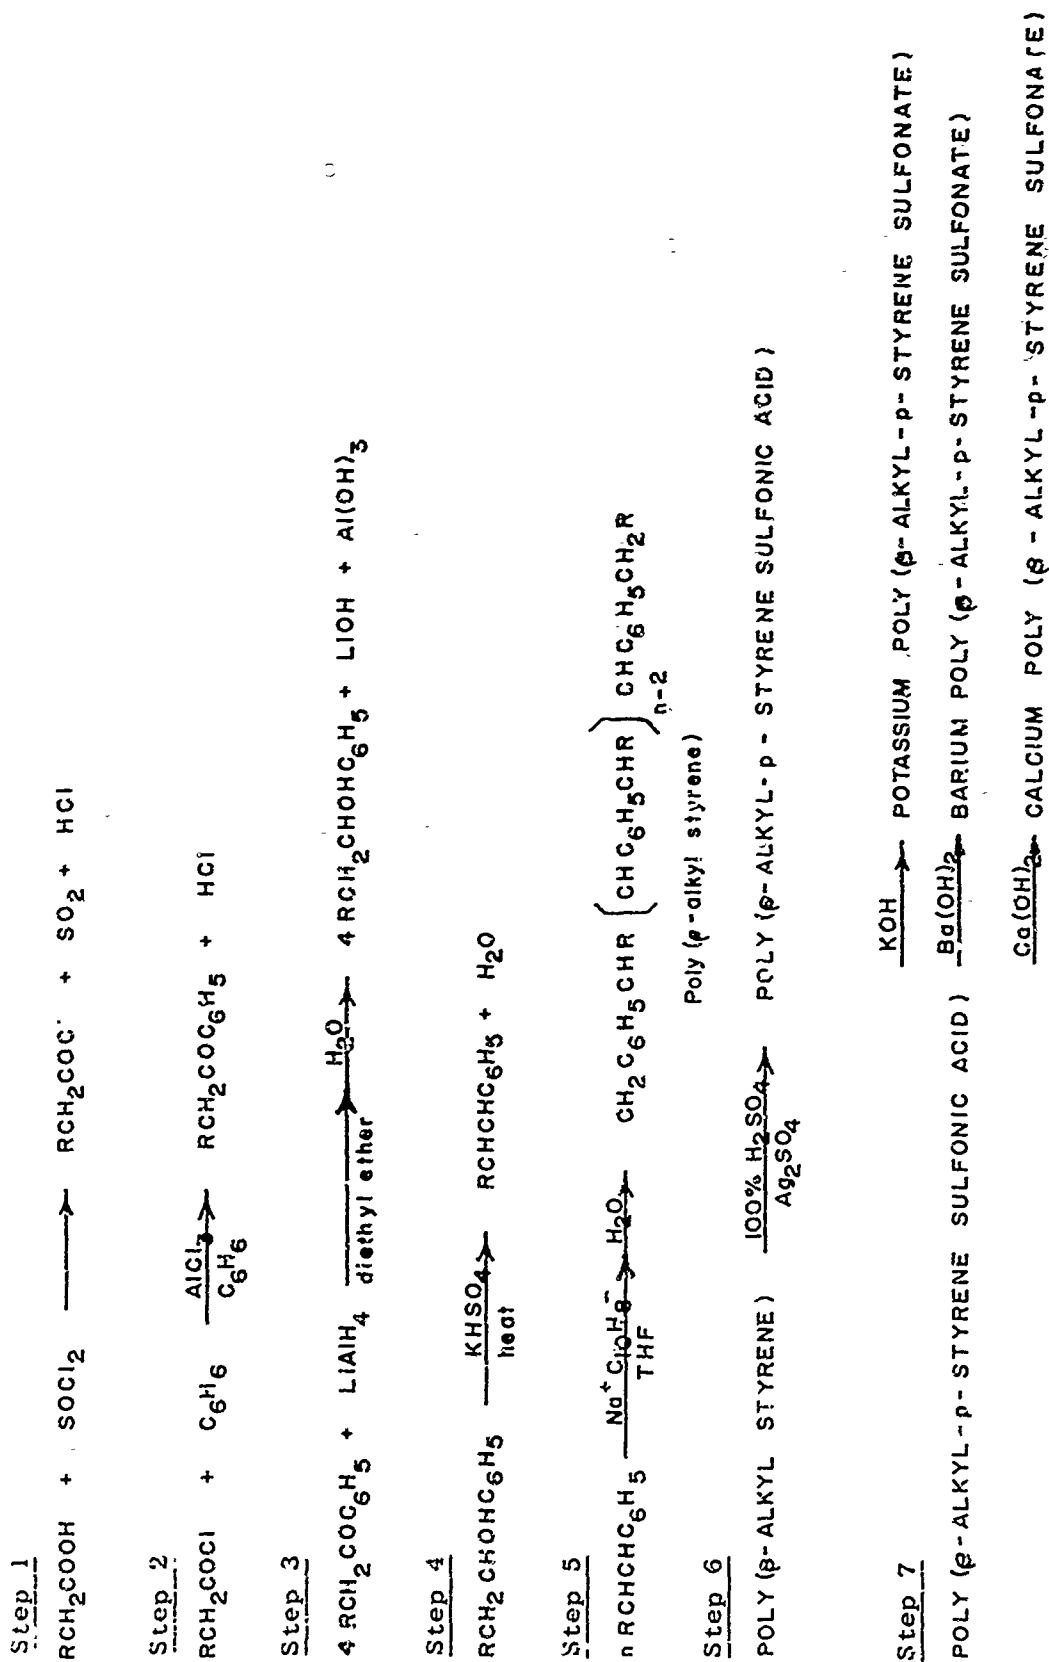 Step 1
RCH2COOH + SOCl2 ⟶ RCH2COC + SO2 + HCl
Step 2
AlCl3
RCH2COCl + C6H6 ⟶ RCH2COC6H5 + HCl
C6H6
Step 3
H2O
4 RCH2COC6H5 + LIAIH4 ⟶ ⟶ 4 RCH2CHOHC6H5 + LIOH + Al(OH)3
diethyl ether
Step 4
KHSO4
RCH2CHOHC6H5 ⟶ RCHCHC6H5 + H2O
heat
Step 5
Na+ C10H8- H2O
n RCHCHC6H5 ⟶ ⟶ CH2C6H5CHR (CHC6H5CHR)n-2 CHC6H5CH2R
THF
Poly (β-alkyl styrene)
Step 6
100% H2SO4
POLY (β-ALKYL STYRENE) ⟶ POLY (β-ALKYL-p-STYRENE SULFONIC ACID)
Ag2SO4
Step 7
KOH ⟶ POTASSIUM POLY (β-ALKYL-p-STYRENE SULFONATE)
POLY (β-ALKYL-p-STYRENE SULFONIC ACID) Ba(OH)2 ⟶ BARIUM POLY (β-ALKYL-p-STYRENE SULFONATE)
Ca(OH)2 ⟶ CALCIUM POLY (β-ALKYL-p-STYRENE SULFONATE)